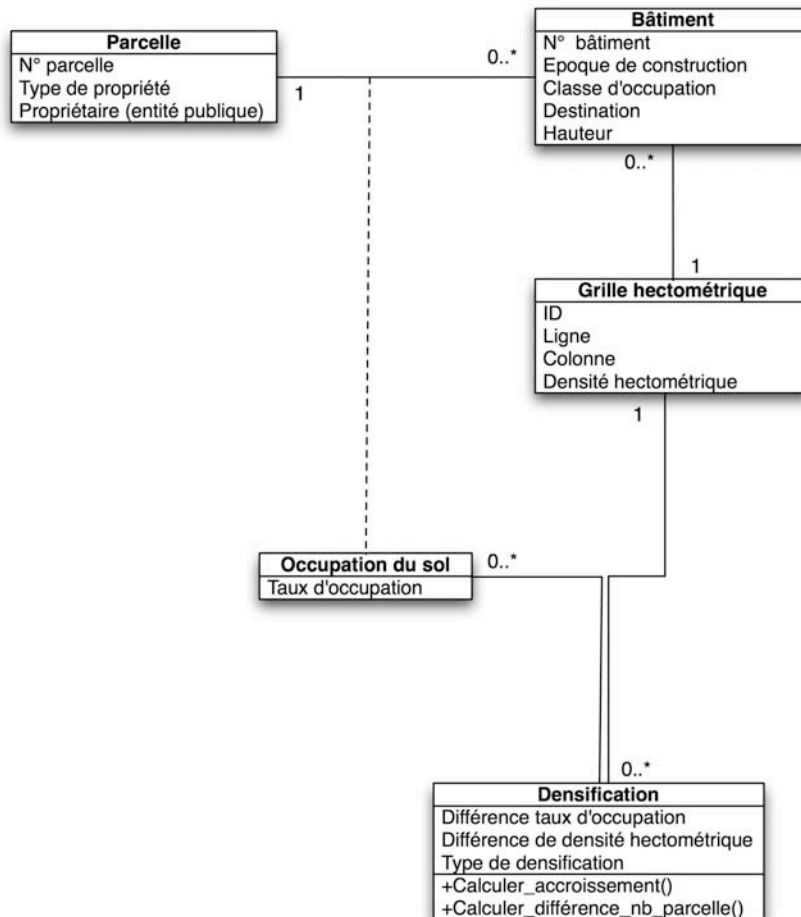 Parcelle
N° parcelle
Type de propriété
Propriétaire (entité publique)
1
0..*
Bâtiment
N° bâtiment
Epoque de construction
Classe d'occupation
Destination
Hauteur
0..*
1
Grille hectométrique
ID
Ligne
Colonne
Densité hectométrique
1
Occupation du sol
Taux d'occupation
0..*
0..*
Densification
Différence taux d'occupation
Différence de densité hectométrique
Type de densification
+Calculer_accroissement()
+Calculer_différence_nb_parcelle()